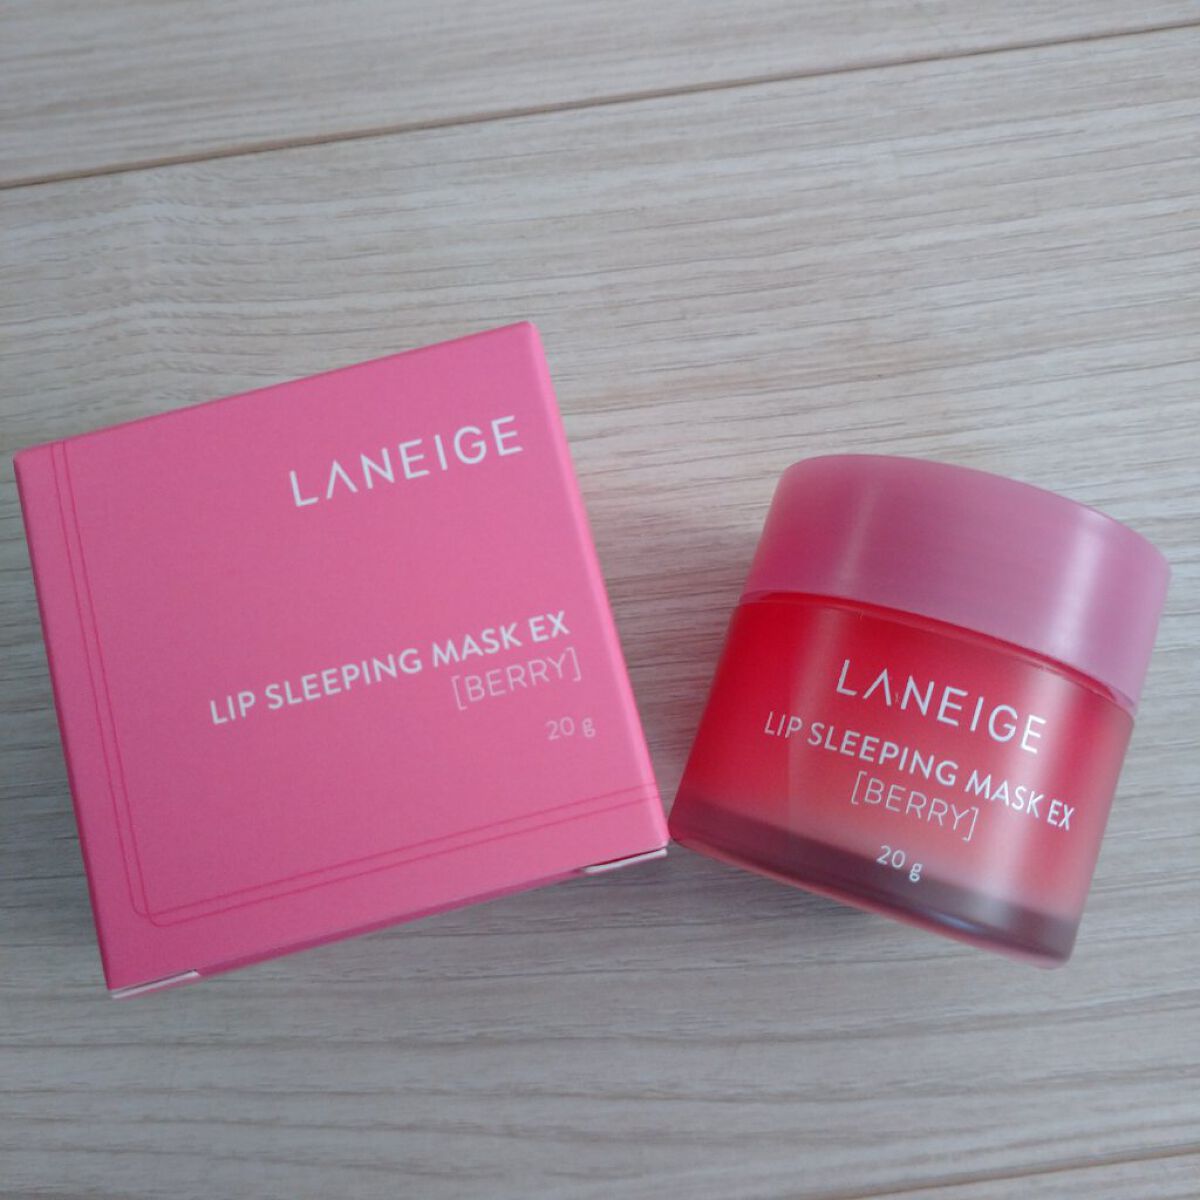 LANEIGE
LIP SLEEPING MASK EX
[BERRY]
20 g
LANEIGE
LIP SLEEPING MASK EX
[BERRY]
20 g